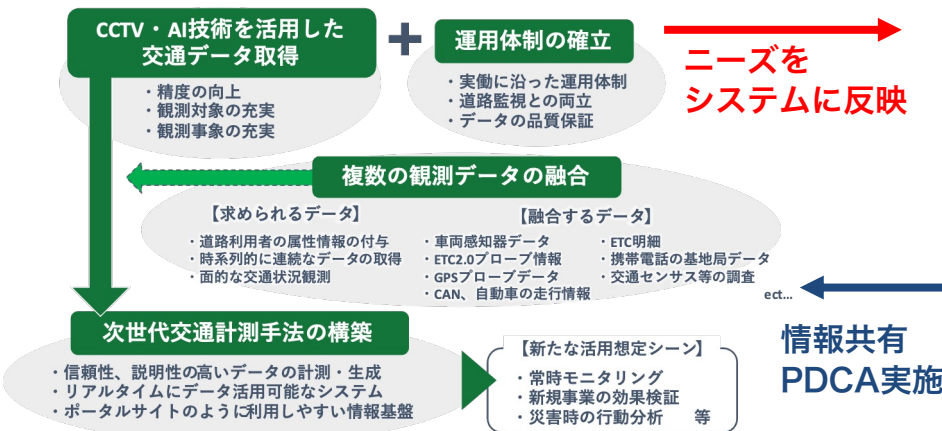 CCTV・AI技術を活用した
交通データ取得
・精度の向上
・観測対象の充実
・観測事象の充実
+
運用体制の確立
・実働に沿った運用体制
・道路監視との両立
・データの品質保証
ニーズを
システムに反映
複数の観測データの融合
【求められるデータ】
・道路利用者の属性情報の付与
・時系列的に連続なデータの取得
・面的な交通状況観測
【融合するデータ】
・車両感知器データ
・ETC2.0プローブ情報
・GPSプローブデータ
・CAN、自動車の走行情報
・ETC明細
・携帯電話の基地局データ
・交通センサス等の調査
ect...
情報共有
PDCA実施
次世代交通計測手法の構築
・信頼性、説明性の高いデータの計測・生成
・リアルタイムにデータ活用可能なシステム
・ポータルサイトのように利用しやすい情報基盤
【新たな活用想定シーン】
・常時モニタリング
・新規事業の効果検証
・災害時の行動分析 等